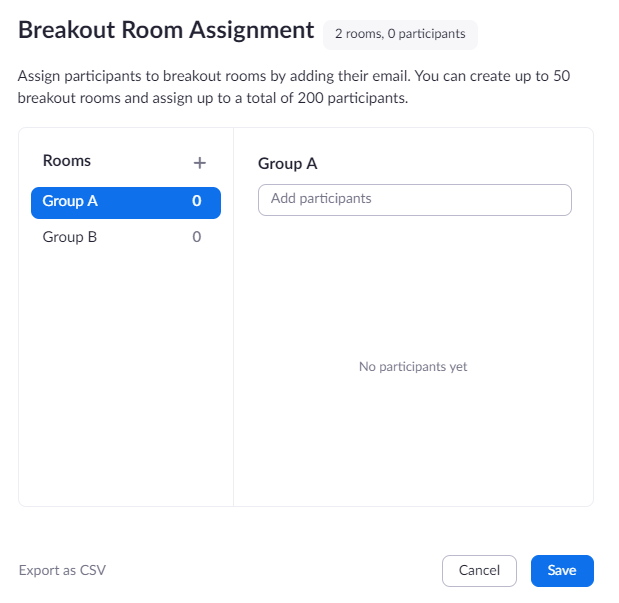 Breakout Room Assignment 2 rooms, 0 participants
Assign participants to breakout rooms by adding their email. You can create up to 50
breakout rooms and assign up to a total of 200 participants.
Rooms +
Group A 0
Group B 0
Group A
Add participants
No participants yet
Export as CSV
Cancel
Save